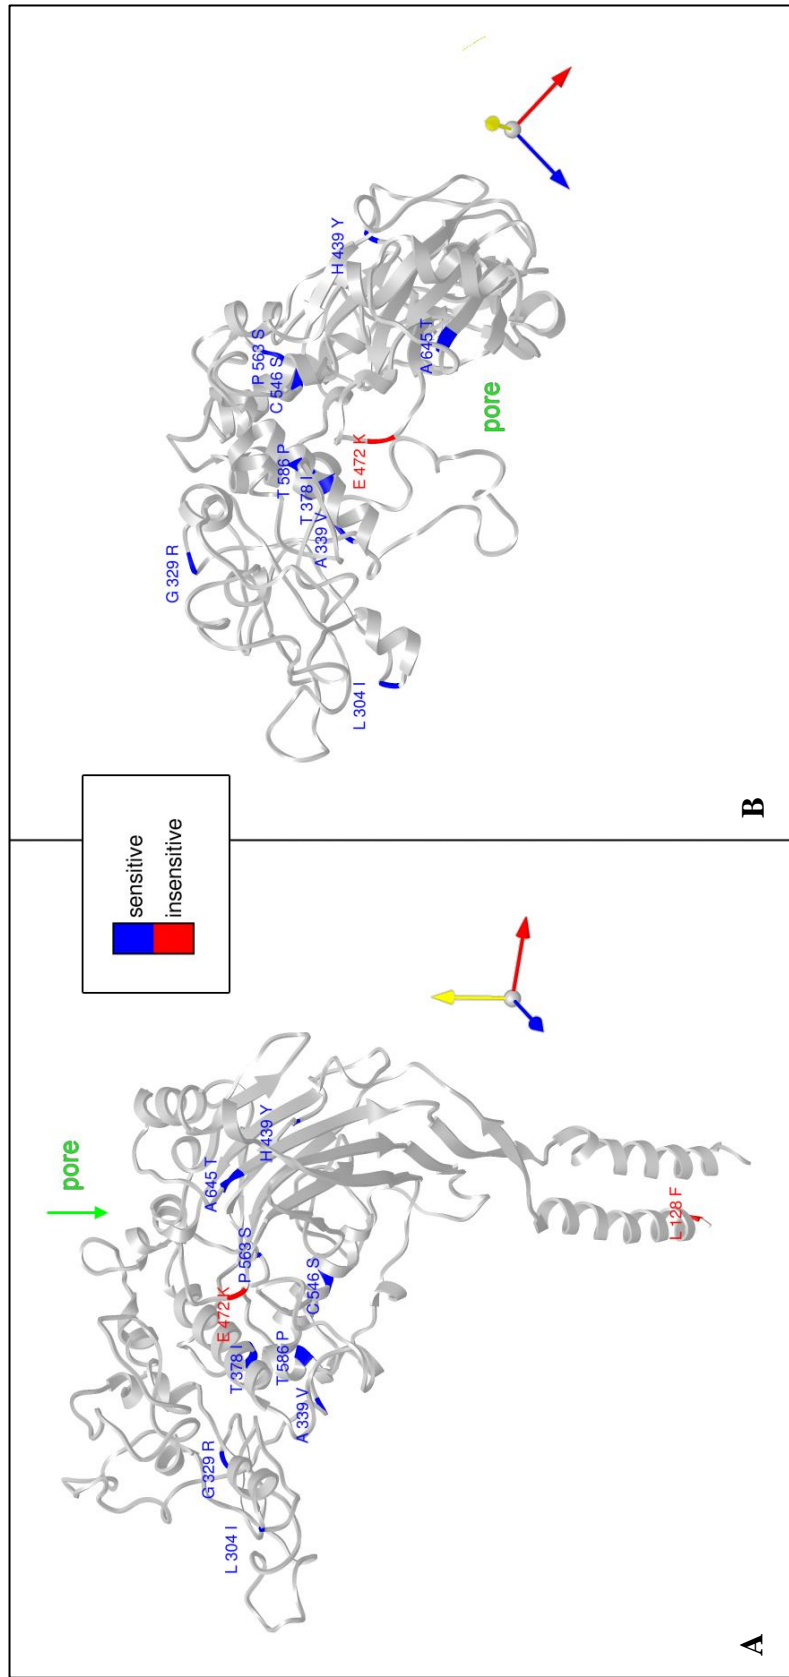 pore
A 645 T
H 439 Y
P 563 S
E 472 K
C 546 S
T 378 I
T 586 P
A 339 V
G 329 R
L 304 I
L 128 F
A
sensitive
insensitive
H 439 Y
P 563 S
C 546 S
A 645 T
pore
T 586 P
E 472 K
T 378 I
A 339 V
G 329 R
L 304 I
B